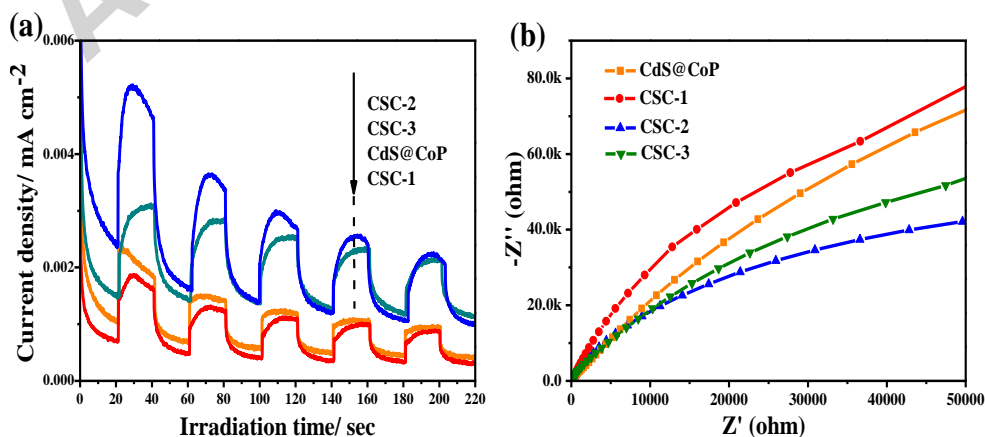 A
(a)
0.006
0.004
0.002
0.000
Current density/ mA cm-2
CSC-2
CSC-3
CdS@CoP
CSC-1
0 20 40 60 80 100 120 140 160 180 200 220
Irradiation time/ sec
(b)
80.0k
60.0k
40.0k
20.0k
0.0
-Z'' (ohm)
CdS@CoP
CSC-1
CSC-2
CSC-3
0 10000 20000 30000 40000 50000
Z' (ohm)